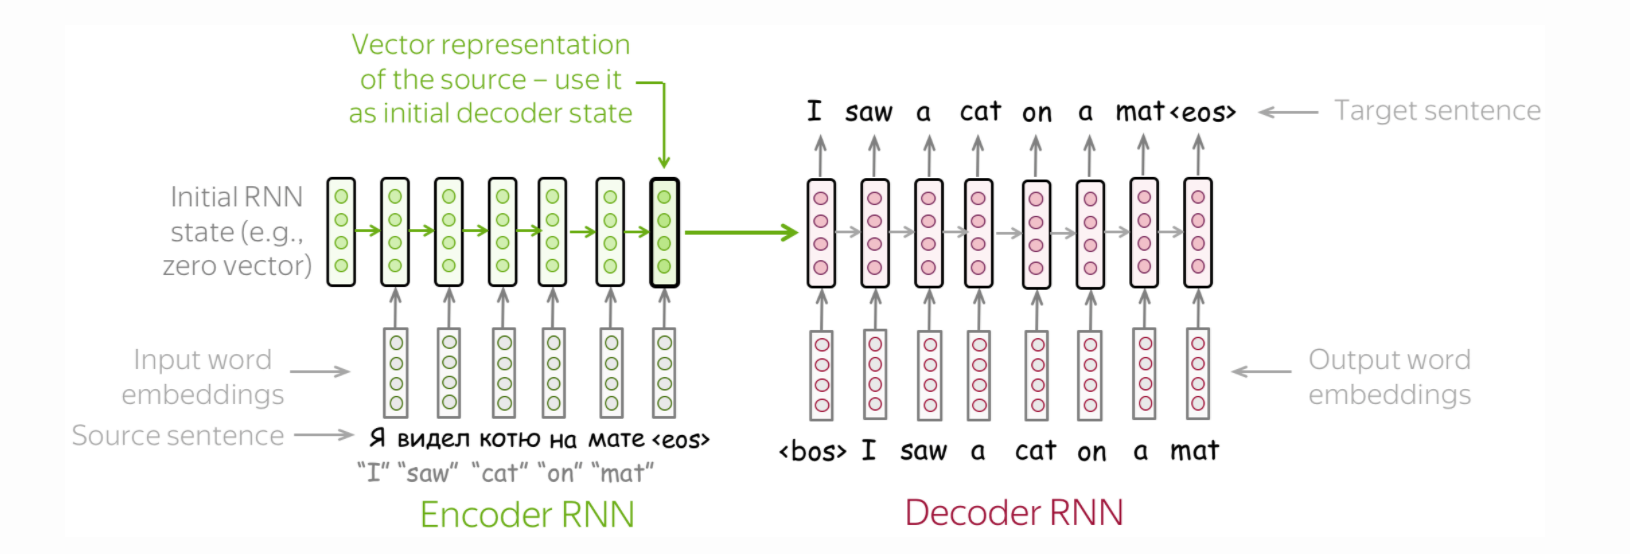 Vector representation
of the source – use it
as initial decoder state
I saw a cat on a mat <eos>
Target sentence
Initial RNN
state (e.g.,
zero vector)
Input word
embeddings
Output word
embeddings
Source sentence
Я видел котю на мате <eos>
"I" "saw" "cat" "on" "mat"
<bos> I saw a cat on a mat
Encoder RNN
Decoder RNN